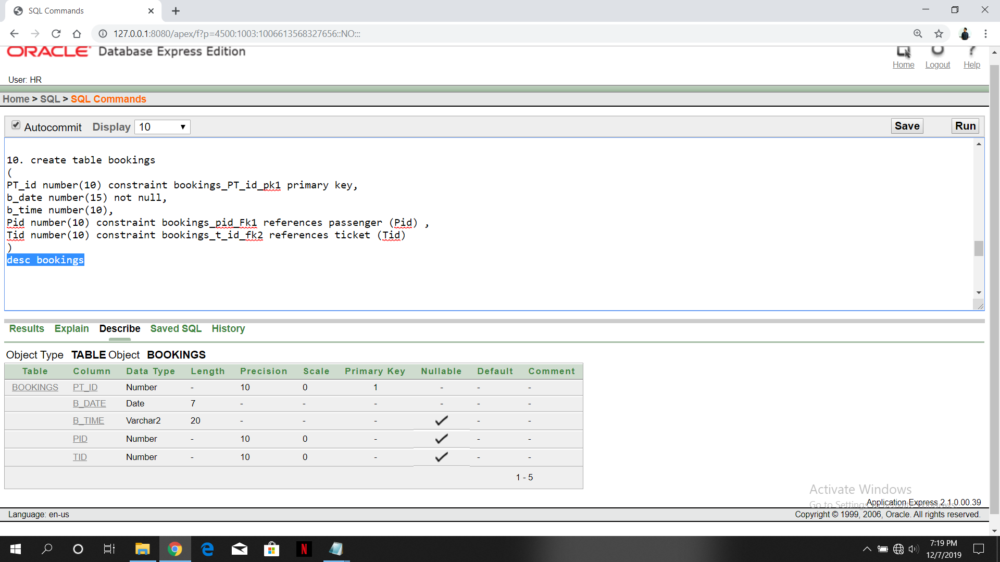 SQL Commands
127.0.0.1:8080/apex/f?p=4500:1003:1006613568327656::NO:::
ORACLE Database Express Edition
Home Logout Help
User: HR
Home > SQL > SQL Commands
Autocommit Display 10 Save Run
10. create table bookings
(
PT_id number(10) constraint bookings_PT_id_pk1 primary key,
b_date number(15) not null,
b_time number(10),
Pid number(10) constraint bookings_pid_Fk1 references passenger (Pid) ,
Tid number(10) constraint bookings_t_id_fk2 references ticket (Tid)
)
desc bookings
Results Explain Describe Saved SQL History
Object Type TABLE Object BOOKINGS
Table Column Data Type Length Precision Scale Primary Key Nullable Default Comment
BOOKINGS PT_ID Number - 10 0 1 - - -
B_DATE Date 7 - - - - - -
B_TIME Varchar2 20 - - - - -
PID Number - 10 0 - - -
TID Number - 10 0 - - -
1 - 5
Activate Windows
Go to Settings
Application Express 2.1.0.00.39
Language: en-us
Copyright © 1999, 2006, Oracle. All rights reserved.
7:19 PM
12/7/2019